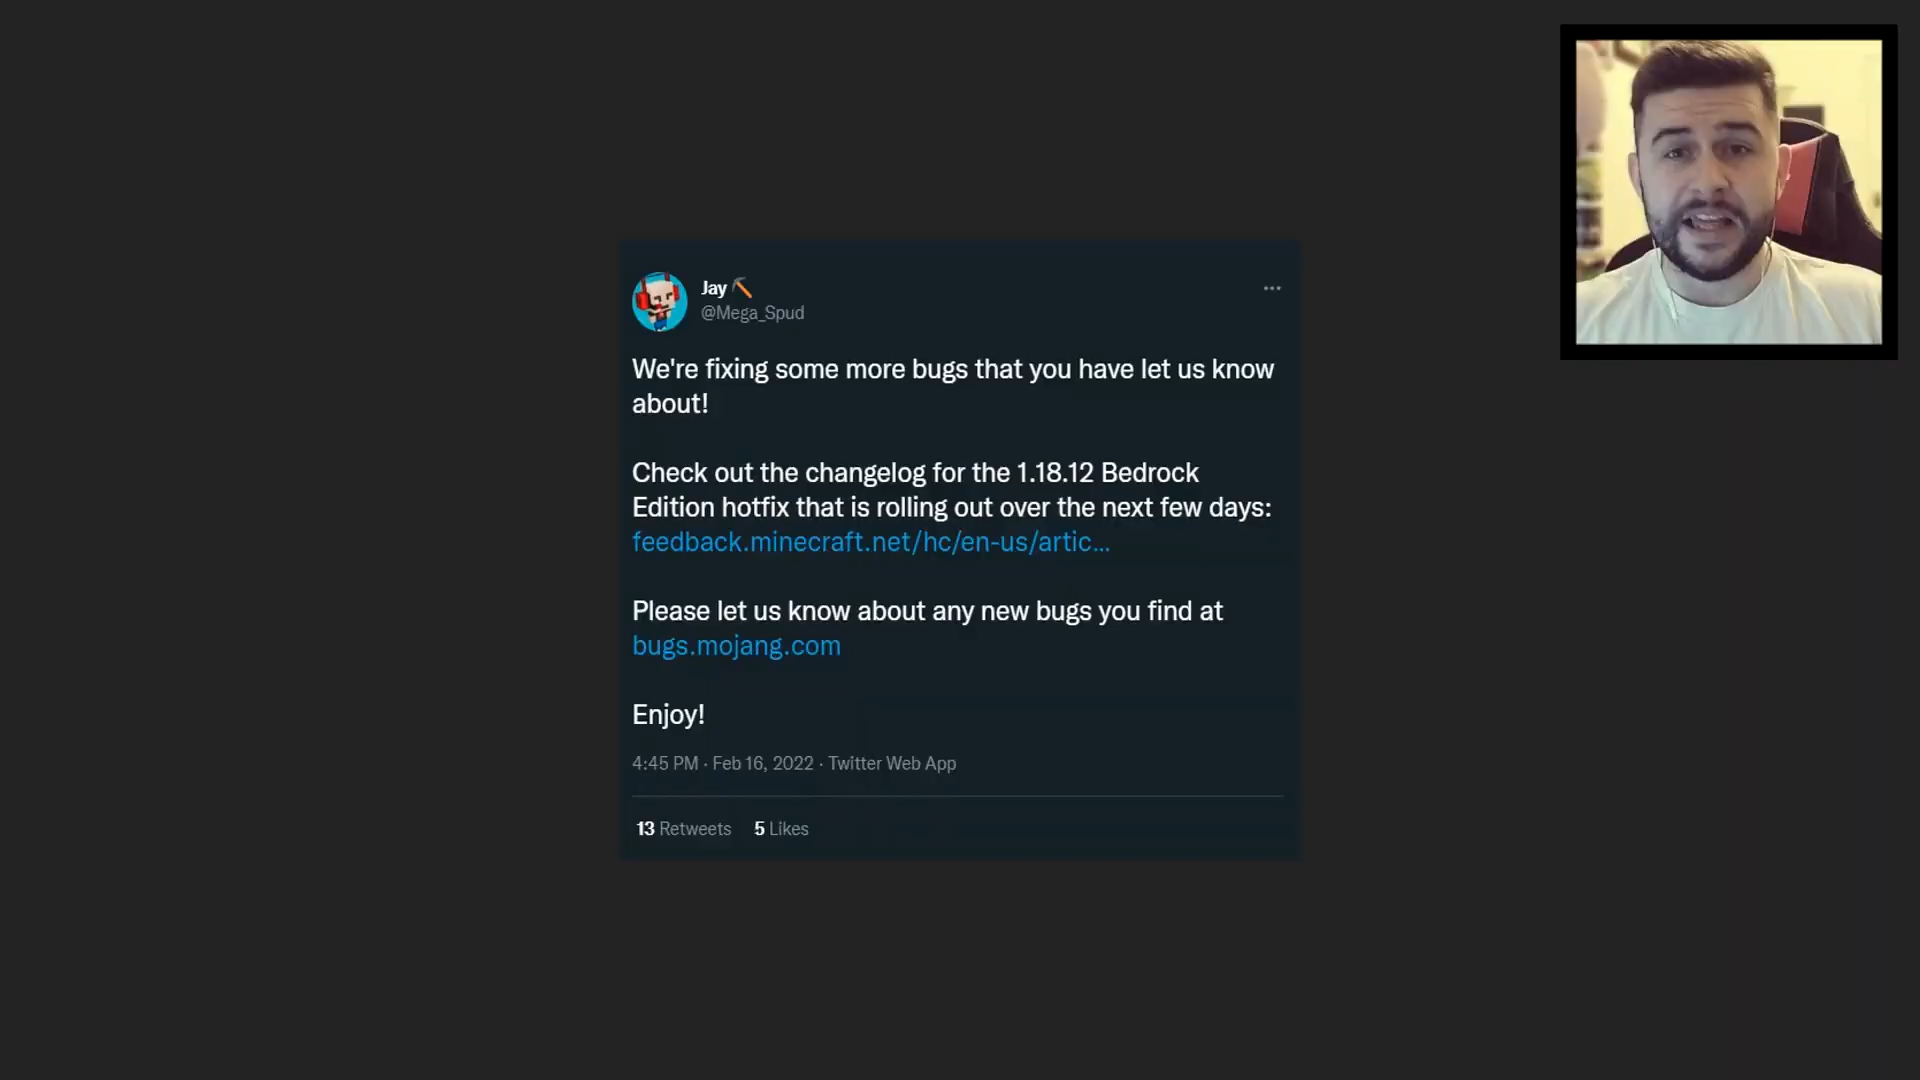 Jay
@Mega_Spud
We're fixing some more bugs that you have let us know
about!
Check out the changelog for the 1.18.12 Bedrock
Edition hotfix that is rolling out over the next few days:
feedback.minecraft.net/hc/en-us/artic...
Please let us know about any new bugs you find at
bugs.mojang.com
Enjoy!
4:45 PM · Feb 16, 2022 · Twitter Web App
13 Retweets 5 Likes